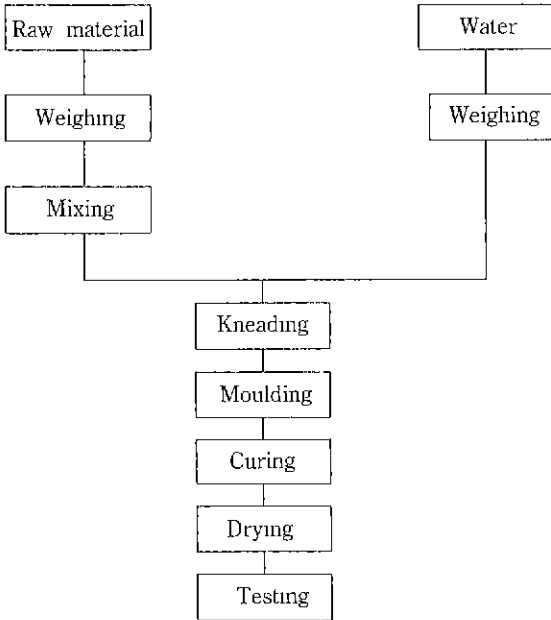 Raw material
Water
Weighing
Weighing
Mixing
Kneading
Moulding
Curing
Drying
Testing